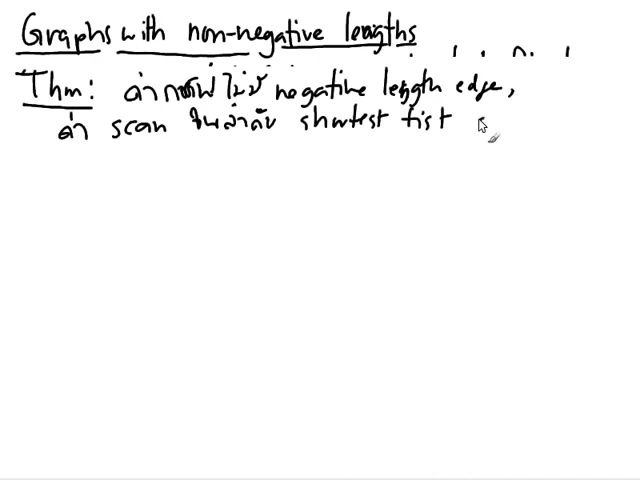 Graphs with non-negative lengths
Thm: ถ้ากราฟไม่มี negative length edge,
ถ้า scan ในลำดับ shortest fist